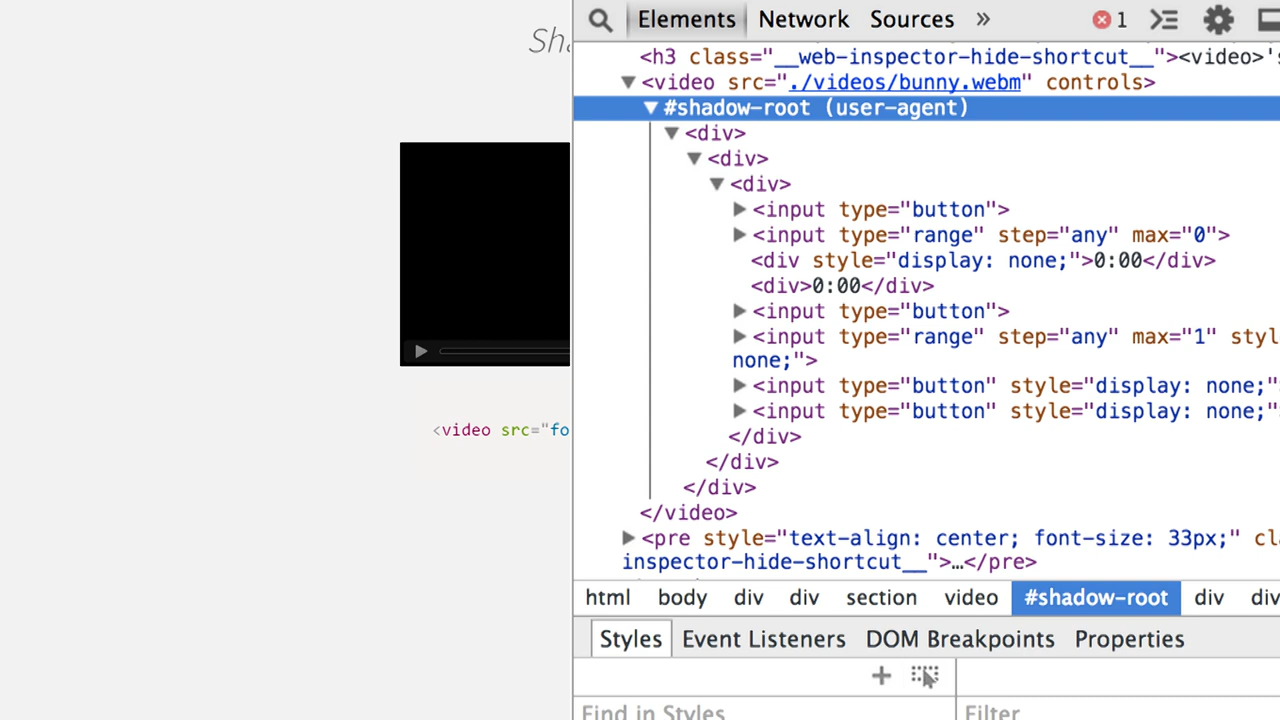 Sha
Elements Network Sources » 1
<h3 class="__web-inspector-hide-shortcut__"><video>'s
<video src="./videos/bunny.webm" controls>
#shadow-root (user-agent)
<div>
<div>
<div>
<input type="button">
<input type="range" step="any" max="0">
<div style="display: none;">0:00</div>
<div>0:00</div>
<input type="button">
<input type="range" step="any" max="1" styl
none;">
<input type="button" style="display: none;"
<input type="button" style="display: none;"
</div>
</div>
</div>
</video>
<pre style="text-align: center; font-size: 33px;" cla
inspector-hide-shortcut__">…</pre>
<video src="fo
html body div div section video #shadow-root div div
Styles Event Listeners DOM Breakpoints Properties
+
Find in Styles Filter